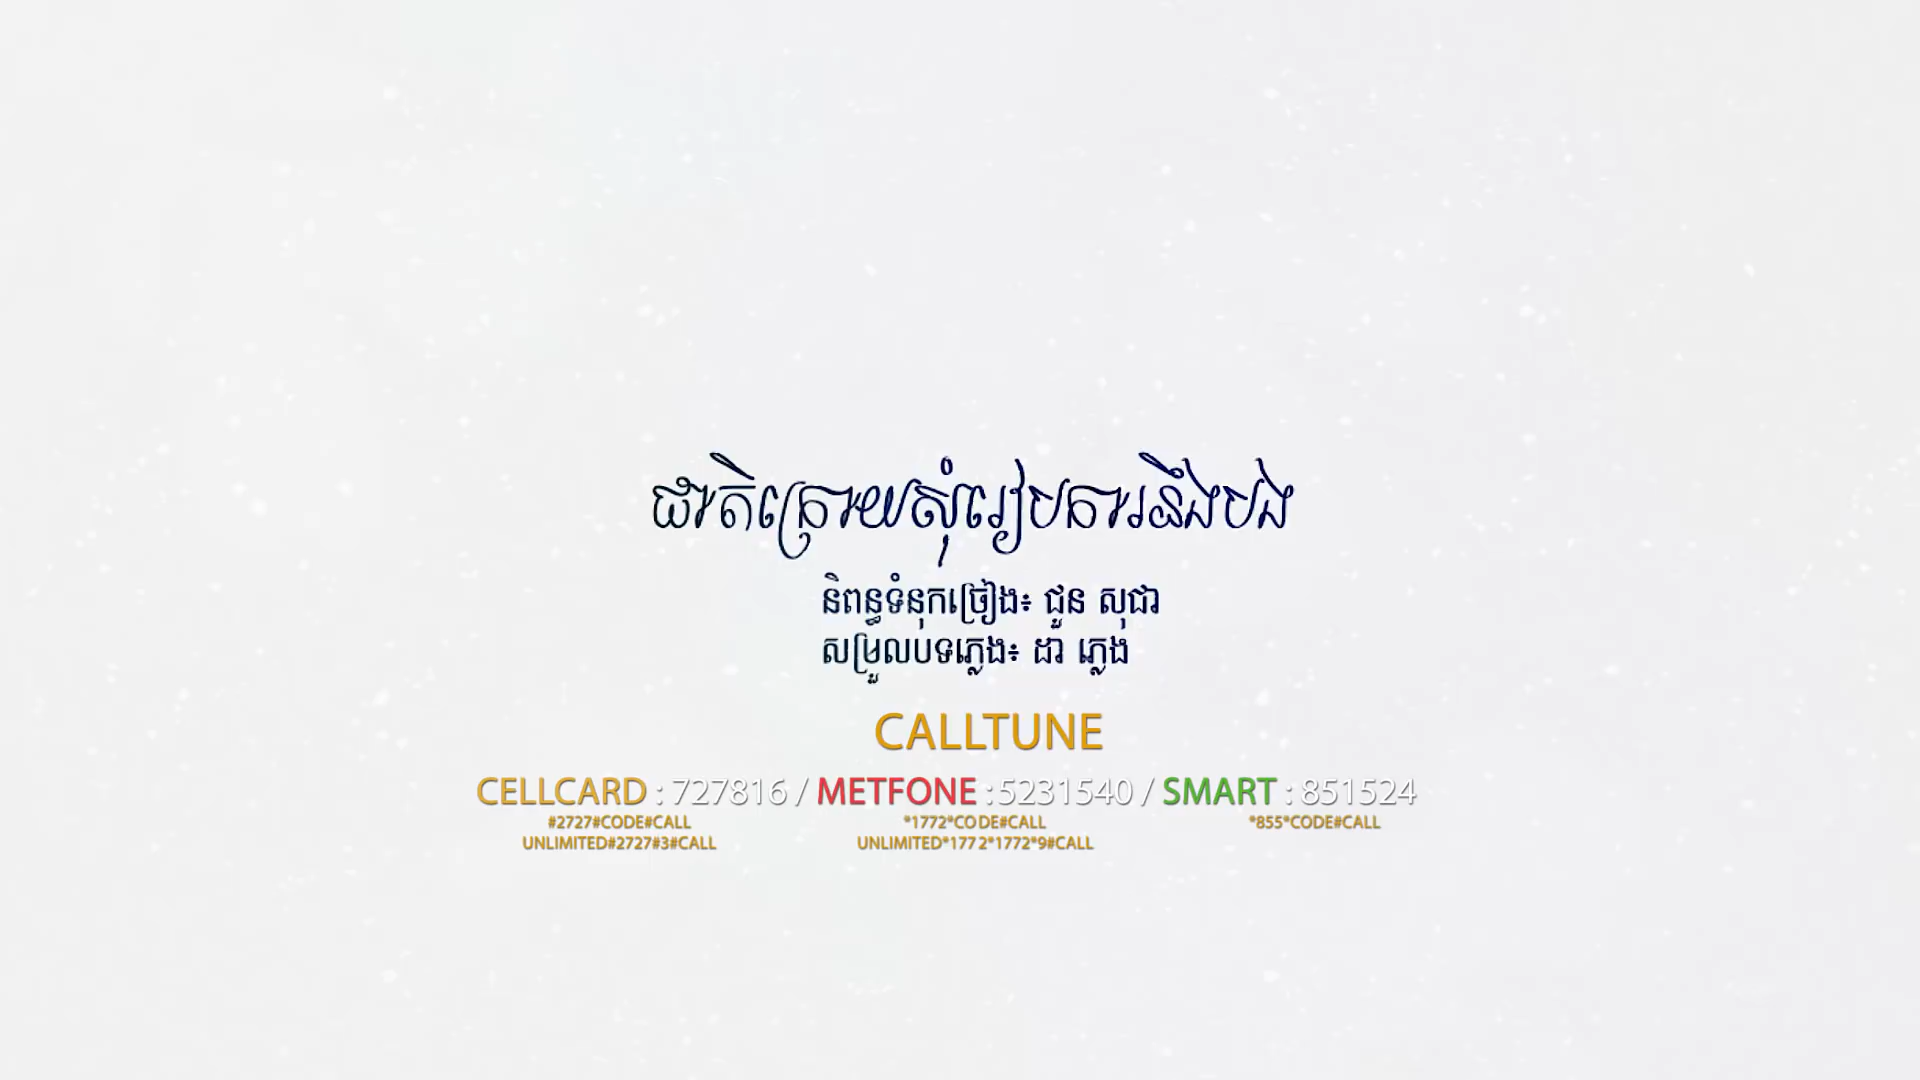 ជាតិក្រោយសុំរៀបការនឹងបង
និពន្ធទំនុកច្រៀង៖ ជួន សុជា
សម្រួលបទភ្លេង៖ ដា ភ្លេង
CALLTUNE
CELLCARD : 727816 / METFONE : 5231540 / SMART : 851524
#2727#CODE#CALL *1772*CODE#CALL *855*CODE#CALL
UNLIMITED#2727#3#CALL UNLIMITED*1772*1772*9#CALL